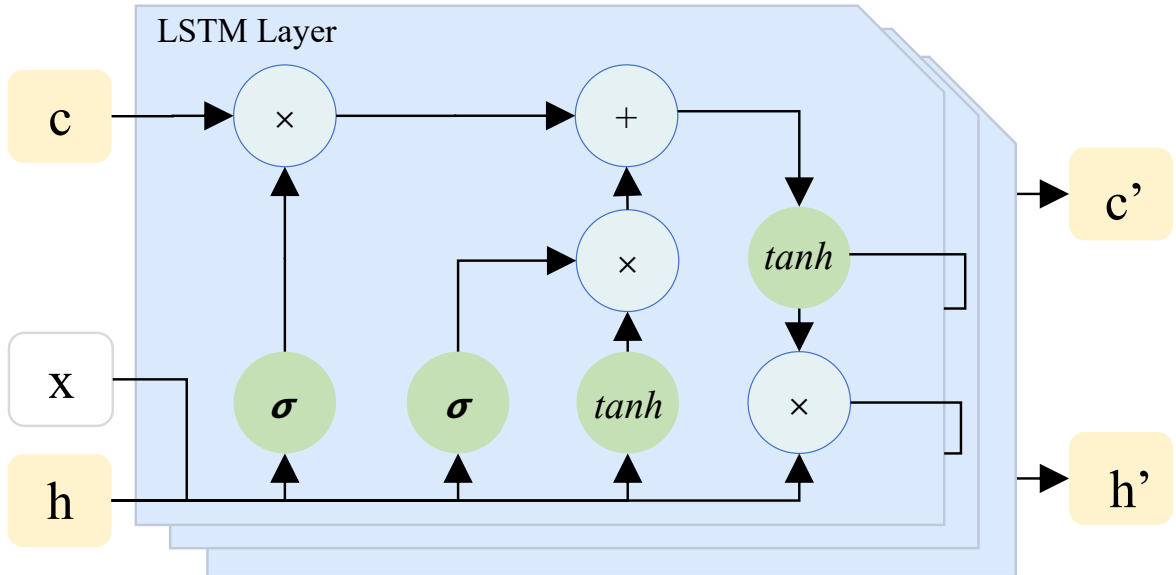 LSTM Layer
c
×
+
c’
×
tanh
x
σ
σ
tanh
×
h
h’